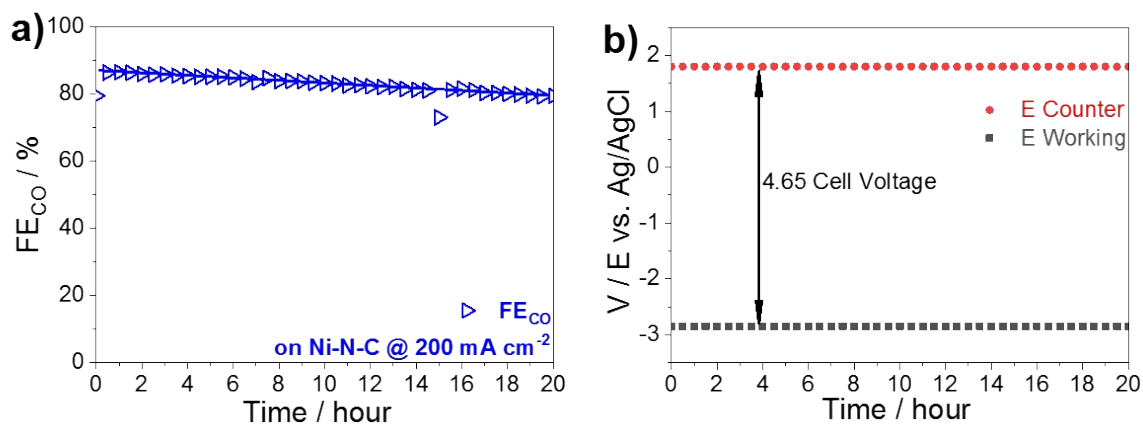 a)
FE_CO / %
100
80
60
40
20
0
0 2 4 6 8 10 12 14 16 18 20
Time / hour
FE_CO
on Ni-N-C @ 200 mA cm⁻²
b)
V / E vs. Ag/AgCl
2
1
0
-1
-2
-3
0 2 4 6 8 10 12 14 16 18 20
Time / hour
E Counter
E Working
4.65 Cell Voltage